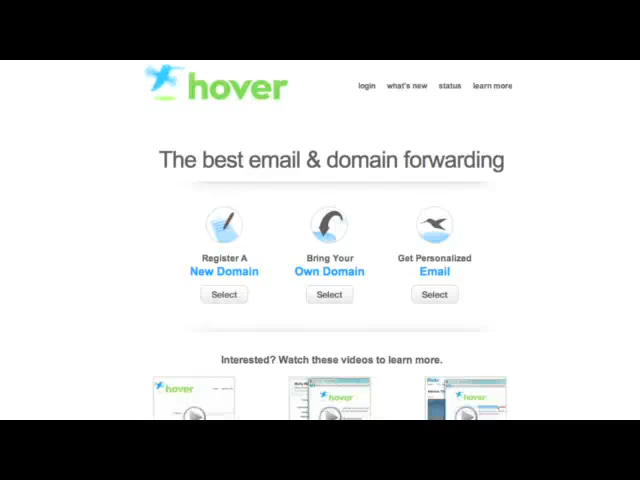 hover
login what's new status learn more
The best email & domain forwarding
Register A
New Domain
Select
Bring Your
Own Domain
Select
Get Personalized
Email
Select
Interested? Watch these videos to learn more.
hover
hover
hover